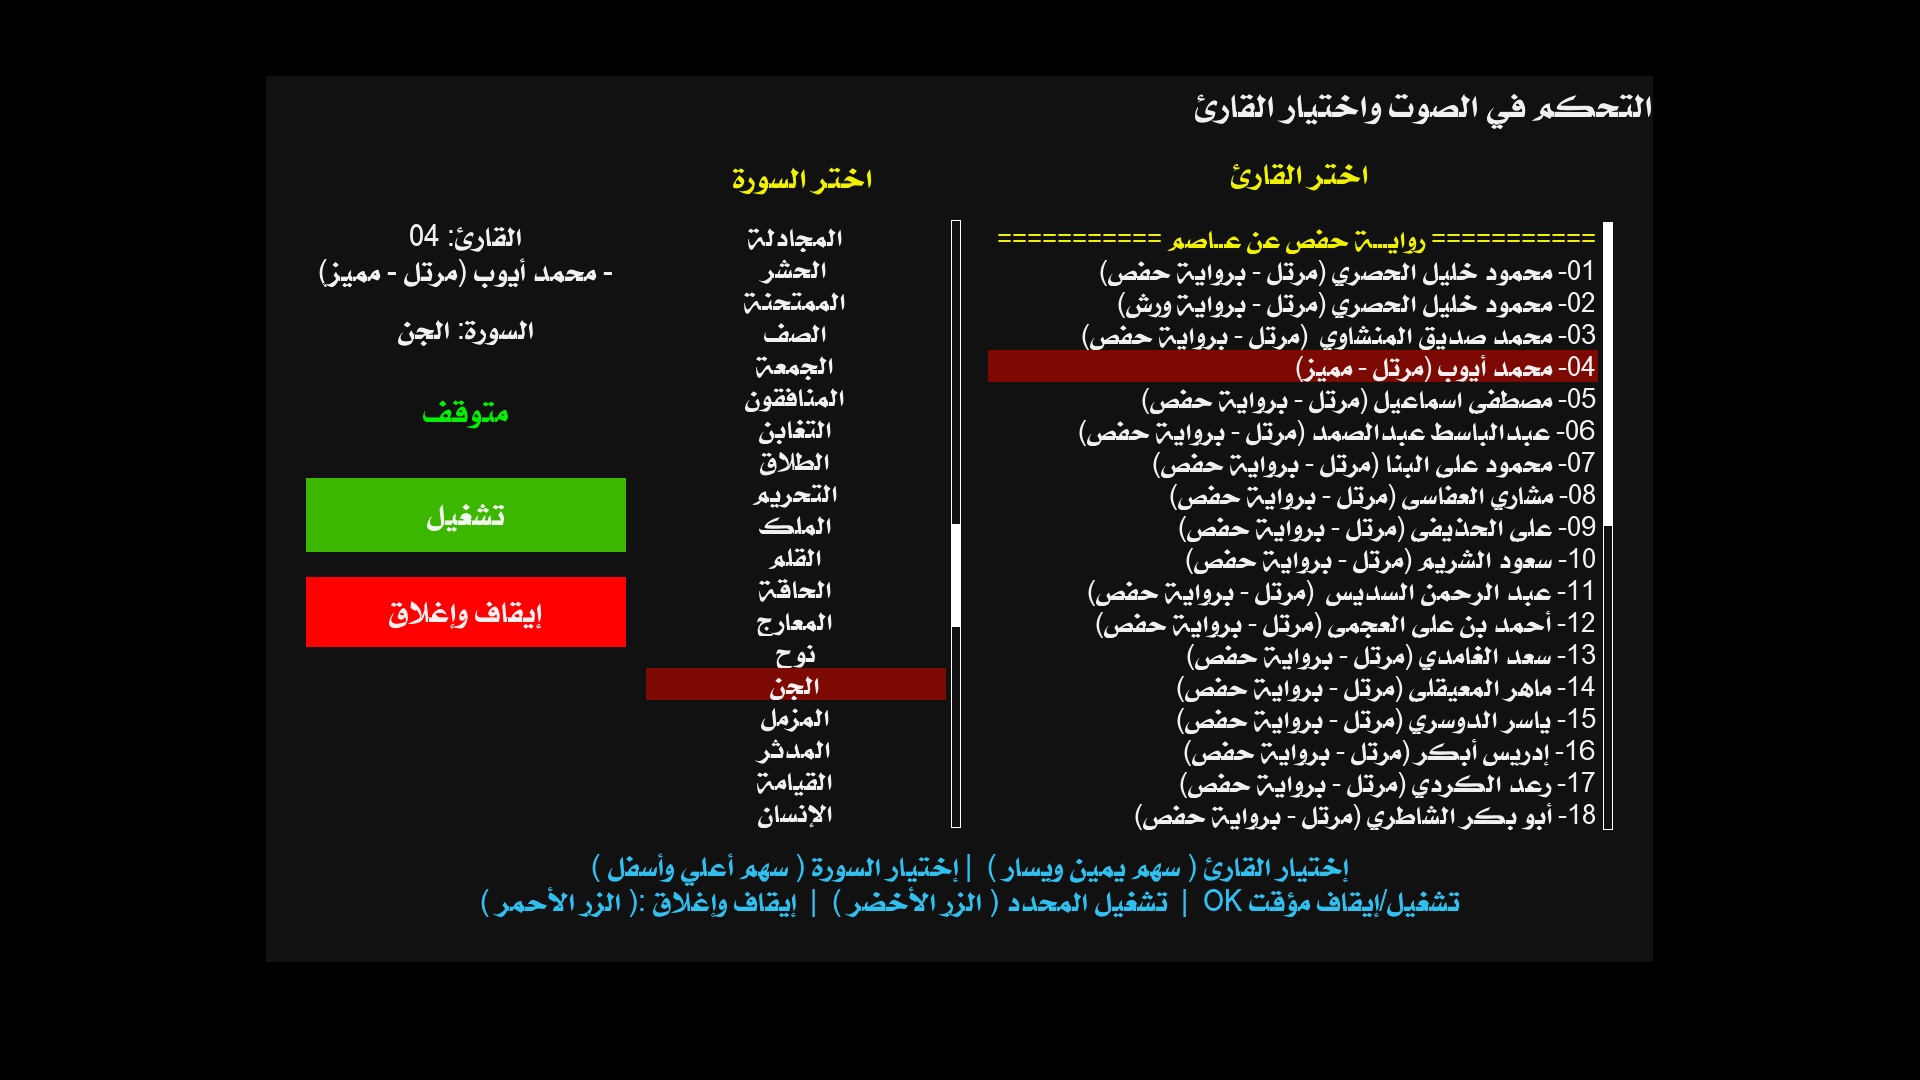 التحكم في الصوت واختيار القارئ
اختر القارئ
=========== روايـــة حفص عن عــاصم ===========
01- محمود خليل الحصري (مرتل - برواية حفص)
02- محمود خليل الحصري (مرتل - برواية ورش)
03- محمد صديق المنشاوي (مرتل - برواية حفص)
04- محمد أيوب (مرتل - مميز)
05- مصطفى اسماعيل (مرتل - برواية حفص)
06- عبدالباسط عبدالصمد (مرتل - برواية حفص)
07- محمود على البنا (مرتل - برواية حفص)
08- مشاري العفاسى (مرتل - برواية حفص)
09- على الحذيفى (مرتل - برواية حفص)
10- سعود الشريم (مرتل - برواية حفص)
11- عبد الرحمن السديس (مرتل - برواية حفص)
12- أحمد بن على العجمى (مرتل - برواية حفص)
13- سعد الغامدي (مرتل - برواية حفص)
14- ماهر المعيقلى (مرتل - برواية حفص)
15- ياسر الدوسري (مرتل - برواية حفص)
16- إدريس أبكر (مرتل - برواية حفص)
17- رعد الكردي (مرتل - برواية حفص)
18- أبو بكر الشاطري (مرتل - برواية حفص)
اختر السورة
المجادلة
الحشر
الممتحنة
الصف
الجمعة
المنافقون
التغابن
الطلاق
التحريم
الملك
القلم
الحاقة
المعارج
نوح
الجن
المزمل
المدثر
القيامة
الإنسان
القارئ: 04
- محمد أيوب (مرتل - مميز)
السورة: الجن
متوقف
تشغيل
إيقاف وإغلاق
إختيار القارئ ( سهم يمين ويسار ) | إختيار السورة ( سهم أعلي وأسفل )
تشغيل/إيقاف مؤقت OK | تشغيل المحدد ( الزر الأخضر ) | إيقاف وإغلاق :( الزر الأحمر )